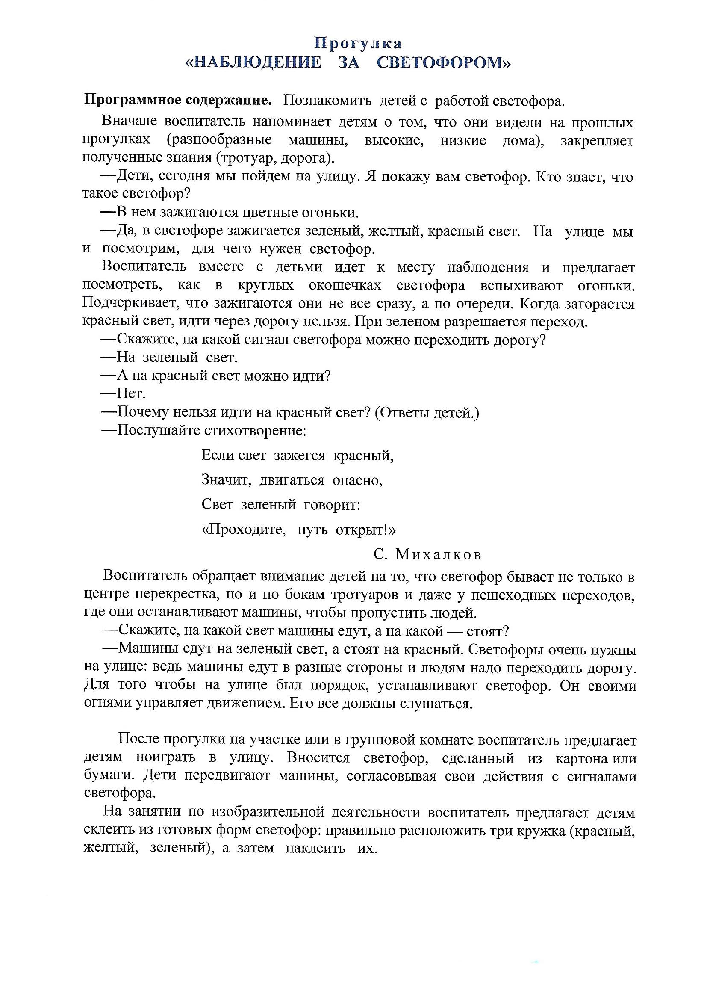 Прогулка
«НАБЛЮДЕНИЕ ЗА СВЕТОФОРОМ»
Программное содержание. Познакомить детей с работой светофора.
Вначале воспитатель напоминает детям о том, что они видели на прошлых
прогулках (разнообразные машины, высокие, низкие дома), закрепляет
полученные знания (тротуар, дорога).
—Дети, сегодня мы пойдем на улицу. Я покажу вам светофор. Кто знает, что
такое светофор?
—В нем зажигаются цветные огоньки.
—Да, в светофоре зажигается зеленый, желтый, красный свет. На улице мы
и посмотрим, для чего нужен светофор.
Воспитатель вместе с детьми идет к месту наблюдения и предлагает
посмотреть, как в круглых окошечках светофора вспыхивают огоньки.
Подчеркивает, что зажигаются они не все сразу, а по очереди. Когда загорается
красный свет, идти через дорогу нельзя. При зеленом разрешается переход.
—Скажите, на какой сигнал светофора можно переходить дорогу?
—На зеленый свет.
—А на красный свет можно идти?
—Нет.
—Почему нельзя идти на красный свет? (Ответы детей.)
—Послушайте стихотворение:
Если свет зажегся красный,
Значит, двигаться опасно,
Свет зеленый говорит:
«Проходите, путь открыт!»
С. Михалков
Воспитатель обращает внимание детей на то, что светофор бывает не только в
центре перекрестка, но и по бокам тротуаров и даже у пешеходных переходов,
где они останавливают машины, чтобы пропустить людей.
—Скажите, на какой свет машины едут, а на какой — стоят?
—Машины едут на зеленый свет, а стоят на красный. Светофоры очень нужны
на улице: ведь машины едут в разные стороны и людям надо переходить дорогу.
Для того чтобы на улице был порядок, устанавливают светофор. Он своими
огнями управляет движением. Его все должны слушаться.
После прогулки на участке или в групповой комнате воспитатель предлагает
детям поиграть в улицу. Вносится светофор, сделанный из картона или
бумаги. Дети передвигают машины, согласовывая свои действия с сигналами
светофора.
На занятии по изобразительной деятельности воспитатель предлагает детям
склеить из готовых форм светофор: правильно расположить три кружка (красный,
желтый, зеленый), а затем наклеить их.